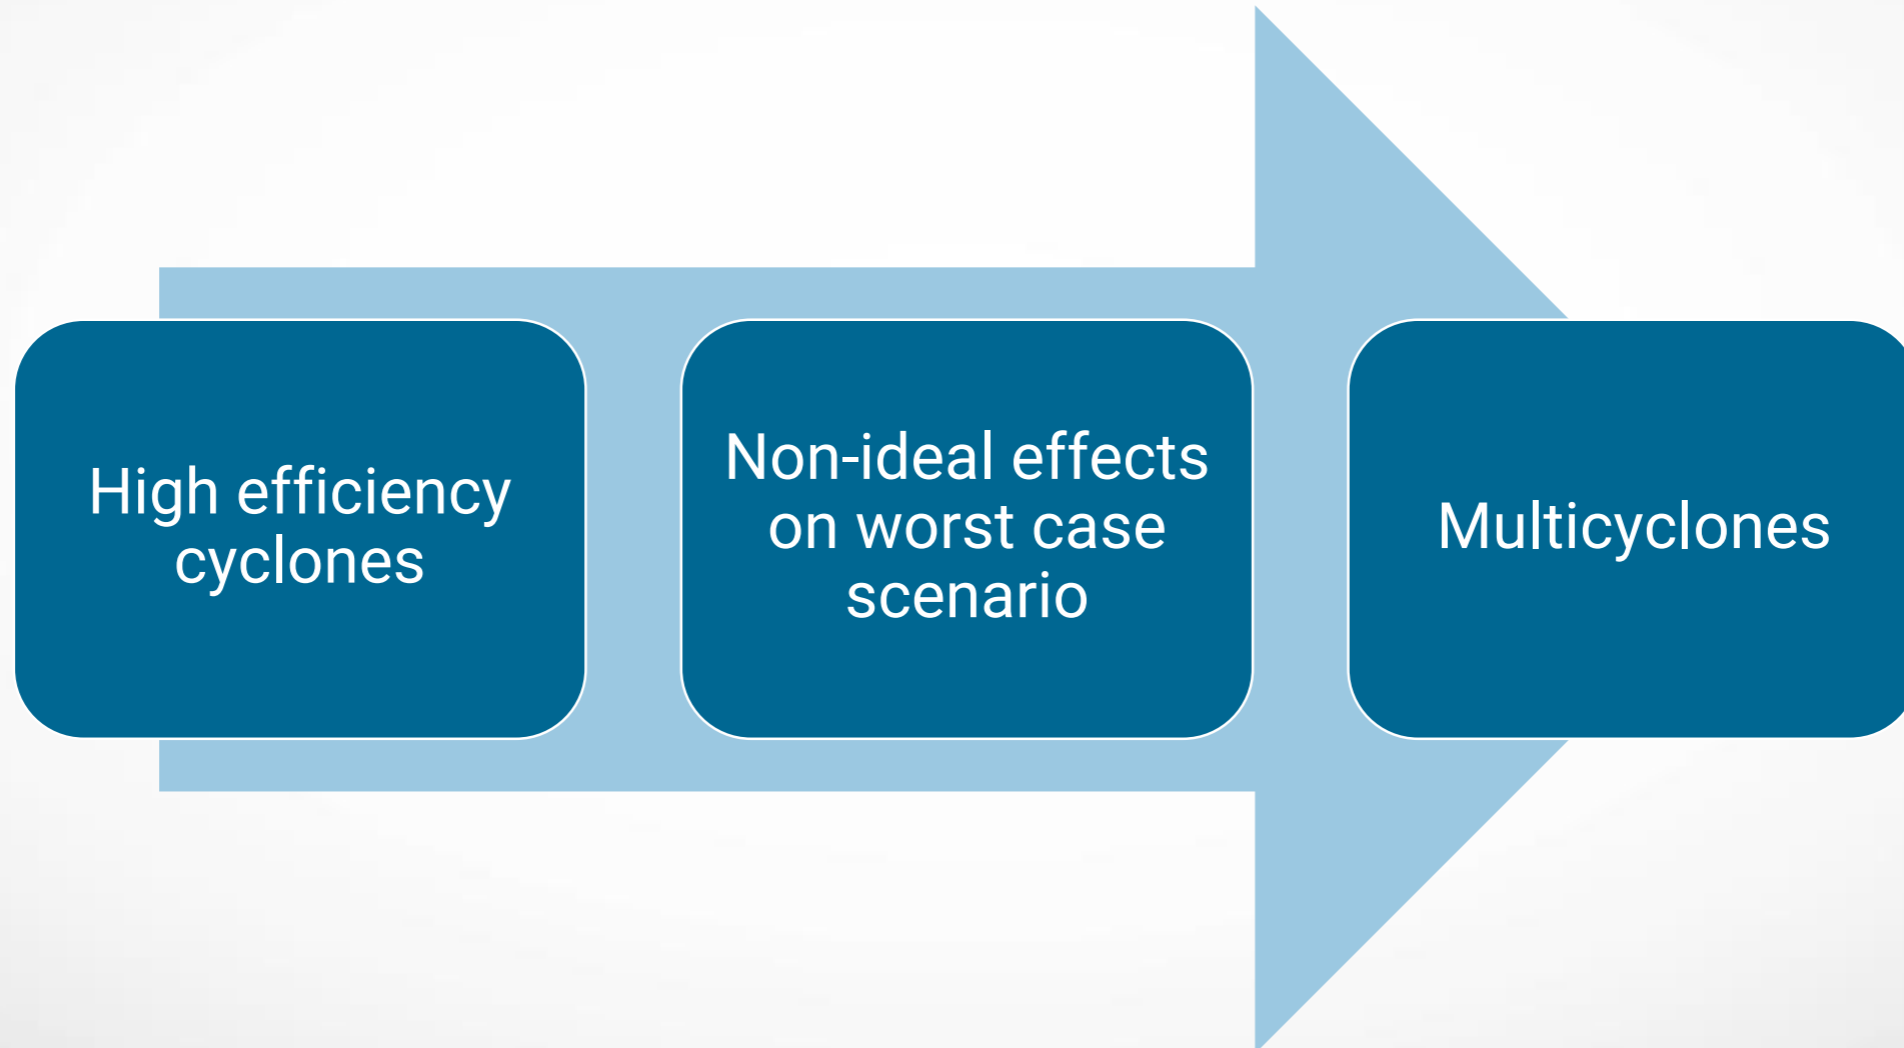 High efficiency
cyclones
Non-ideal effects
on worst case
scenario
Multicyclones